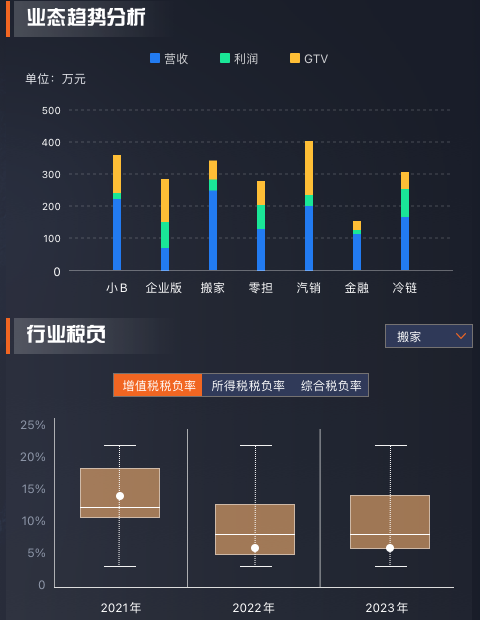 业态趋势分析
营收 利润 GTV
单位：万元
500
400
300
200
100
0
小B 企业版 搬家 零担 汽销 金融 冷链
行业税负
搬家
增值税税负率 所得税税负率 综合税负率
25%
20%
15%
10%
5%
0
2021年 2022年 2023年